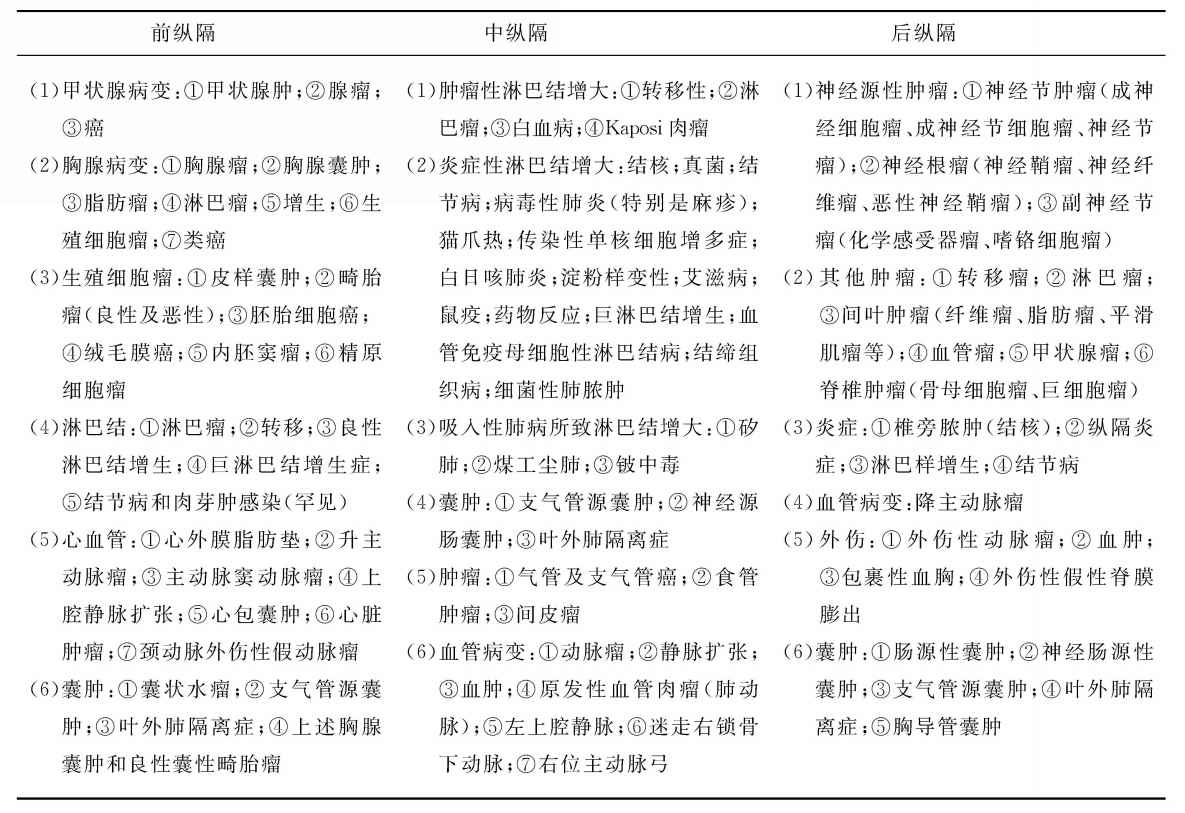 前纵隔
中纵隔
后纵隔
(1)甲状腺病变:①甲状腺肿;②腺瘤;
③癌
(2)胸腺病变:①胸腺瘤;②胸腺囊肿;
③脂肪瘤;④淋巴瘤;⑤增生;⑥生
殖细胞瘤;⑦类癌
(3)生殖细胞瘤:①皮样囊肿;②畸胎
瘤(良性及恶性);③胚胎细胞癌;
④绒毛膜癌;⑤内胚窦瘤;⑥精原
细胞瘤
(4)淋巴结:①淋巴瘤;②转移;③良性
淋巴结增生;④巨淋巴结增生症;
⑤结节病和肉芽肿感染(罕见)
(5)心血管:①心外膜脂肪垫;②升主
动脉瘤;③主动脉窦动脉瘤;④上
腔静脉扩张;⑤心包囊肿;⑥心脏
肿瘤;⑦颈动脉外伤性假动脉瘤
(6)囊肿:①囊状水瘤;②支气管源囊
肿;③叶外肺隔离症;④上述胸腺
囊肿和良性囊性畸胎瘤
(1)肿瘤性淋巴结增大:①转移性;②淋
巴瘤;③白血病;④Kaposi肉瘤
(2)炎症性淋巴结增大:结核;真菌;结
节病;病毒性肺炎(特别是麻疹);
猫爪热;传染性单核细胞增多症;
白日咳肺炎;淀粉样变性;艾滋病;
鼠疫;药物反应;巨淋巴结增生;血
管免疫母细胞性淋巴结病;结缔组
织病;细菌性肺脓肿
(3)吸入性肺病所致淋巴结增大:①矽
肺;②煤工尘肺;③铍中毒
(4)囊肿:①支气管源囊肿;②神经源
肠囊肿;③叶外肺隔离症
(5)肿瘤:①气管及支气管癌;②食管
肿瘤;③间皮瘤
(6)血管病变:①动脉瘤;②静脉扩张;
③血肿;④原发性血管肉瘤(肺动
脉);⑤左上腔静脉;⑥迷走右锁骨
下动脉;⑦右位主动脉弓
(1)神经源性肿瘤:①神经节肿瘤(成神
经细胞瘤、成神经节细胞瘤、神经节
瘤);②神经根瘤(神经鞘瘤、神经纤
维瘤、恶性神经鞘瘤);③副神经节
瘤(化学感受器瘤、嗜铬细胞瘤)
(2)其他肿瘤:①转移瘤;②淋巴瘤;
③间叶肿瘤(纤维瘤、脂肪瘤、平滑
肌瘤等);④血管瘤;⑤甲状腺瘤;⑥
脊椎肿瘤(骨母细胞瘤、巨细胞瘤)
(3)炎症:①椎旁脓肿(结核);②纵隔炎
症;③淋巴样增生;④结节病
(4)血管病变:降主动脉瘤
(5)外伤:①外伤性动脉瘤;②血肿;
③包裹性血胸;④外伤性假性脊膜
膨出
(6)囊肿:①肠源性囊肿;②神经肠源性
囊肿;③支气管源囊肿;④叶外肺隔
离症;⑤胸导管囊肿